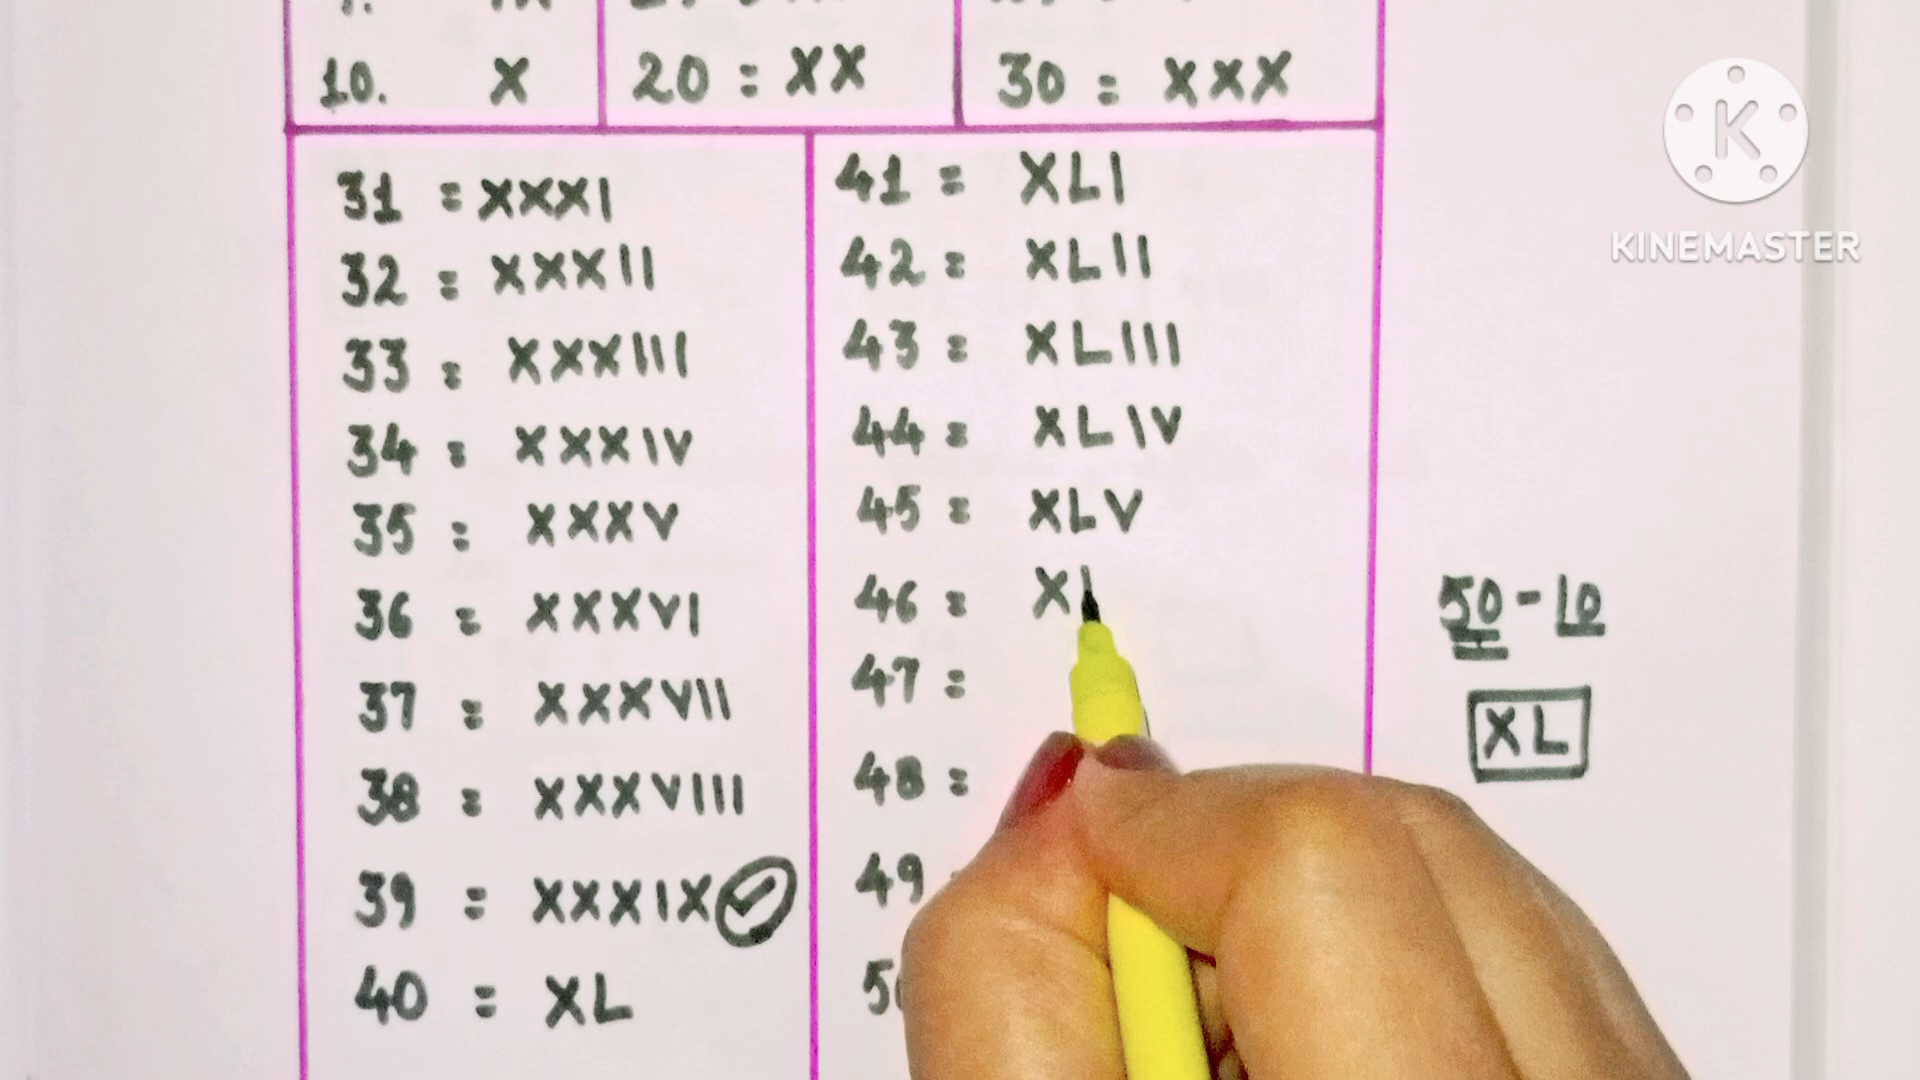 10. X
20 = XX
30 = XXX
31 = XXXI
32 = XXXII
33 = XXXIII
34 = XXXIV
35 = XXXV
36 = XXXVI
37 = XXXVII
38 = XXXVIII
39 = XXXIX
40 = XL
41 = XLI
42 = XLII
43 = XLIII
44 = XLIV
45 = XLV
46 = X
47 =
48 =
49
50-10
XL
K
KINEMASTER